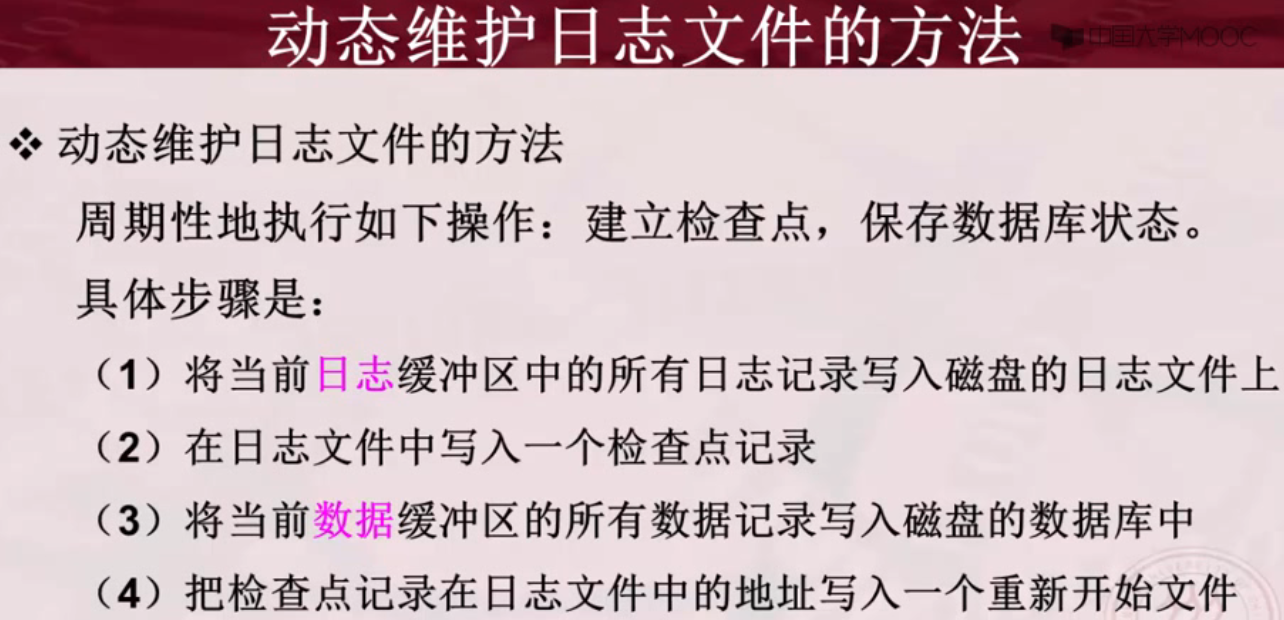 动态维护日志文件的方法
中国大学MOOC
❖ 动态维护日志文件的方法
周期性地执行如下操作：建立检查点，保存数据库状态。
具体步骤是：
（1）将当前日志缓冲区中的所有日志记录写入磁盘的日志文件上
（2）在日志文件中写入一个检查点记录
（3）将当前数据缓冲区的所有数据记录写入磁盘的数据库中
（4）把检查点记录在日志文件中的地址写入一个重新开始文件